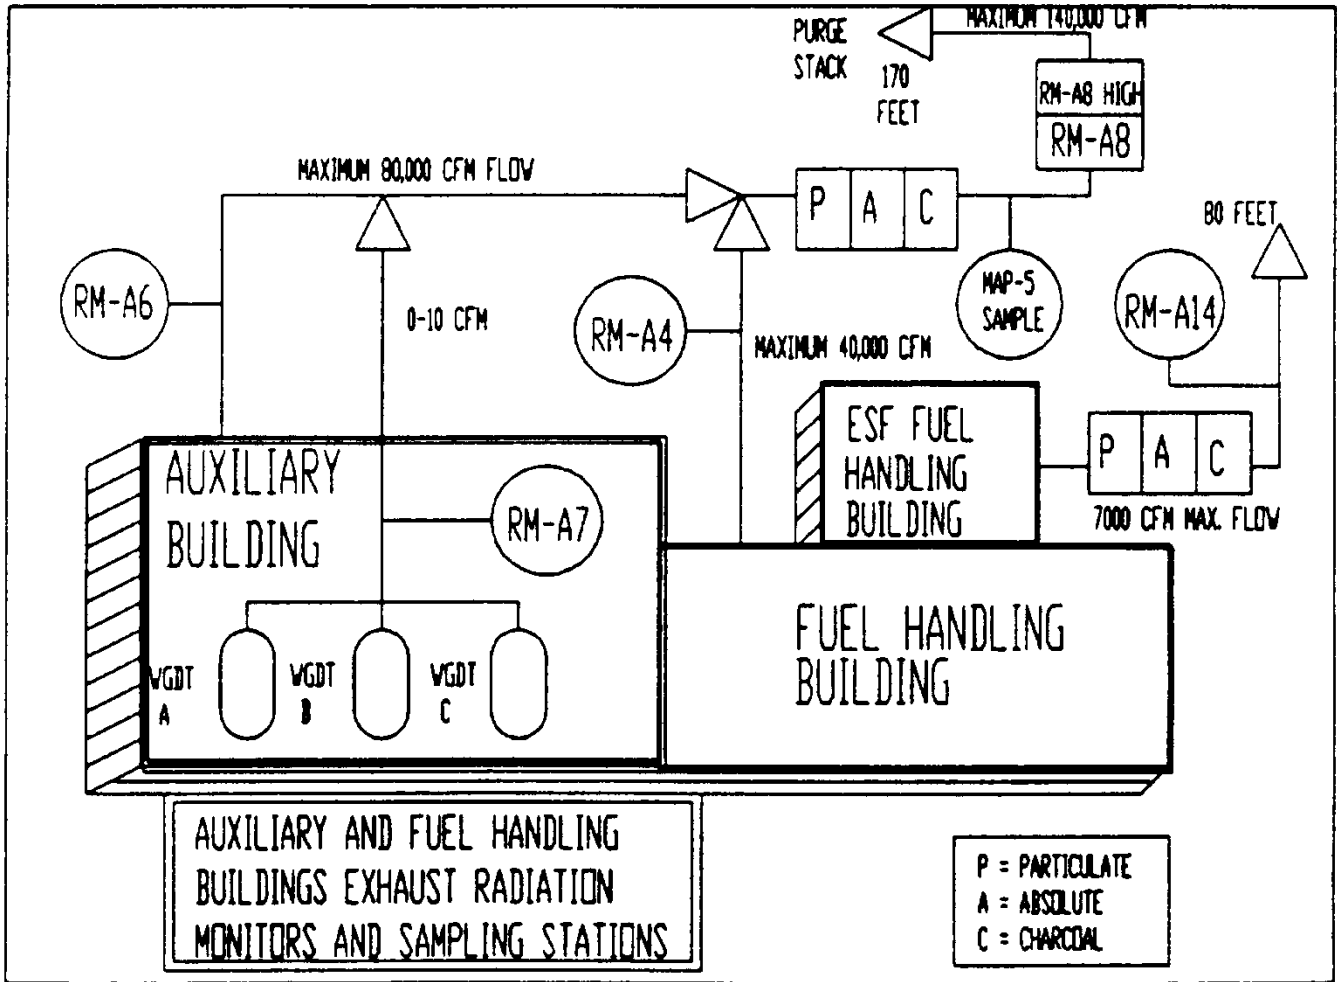 MAXIMUM 140,000 CFM
PURGE
STACK
170
FEET
RM-A8 HIGH
RM-A8
MAXIMUM 80,000 CFM FLOW
P A C
80 FEET
RM-A6
0-10 CFM
RM-A4
MAP-5
SAMPLE
RM-A14
MAXIMUM 40,000 CFM
ESF FUEL
HANDLING
BUILDING
P A C
7000 CFM MAX. FLOW
AUXILIARY
BUILDING
RM-A7
FUEL HANDLING
BUILDING
WGDT
A
WGDT
B
WGDT
C
AUXILIARY AND FUEL HANDLING
BUILDINGS EXHAUST RADIATION
MONITORS AND SAMPLING STATIONS
P = PARTICULATE
A = ABSOLUTE
C = CHARCOAL